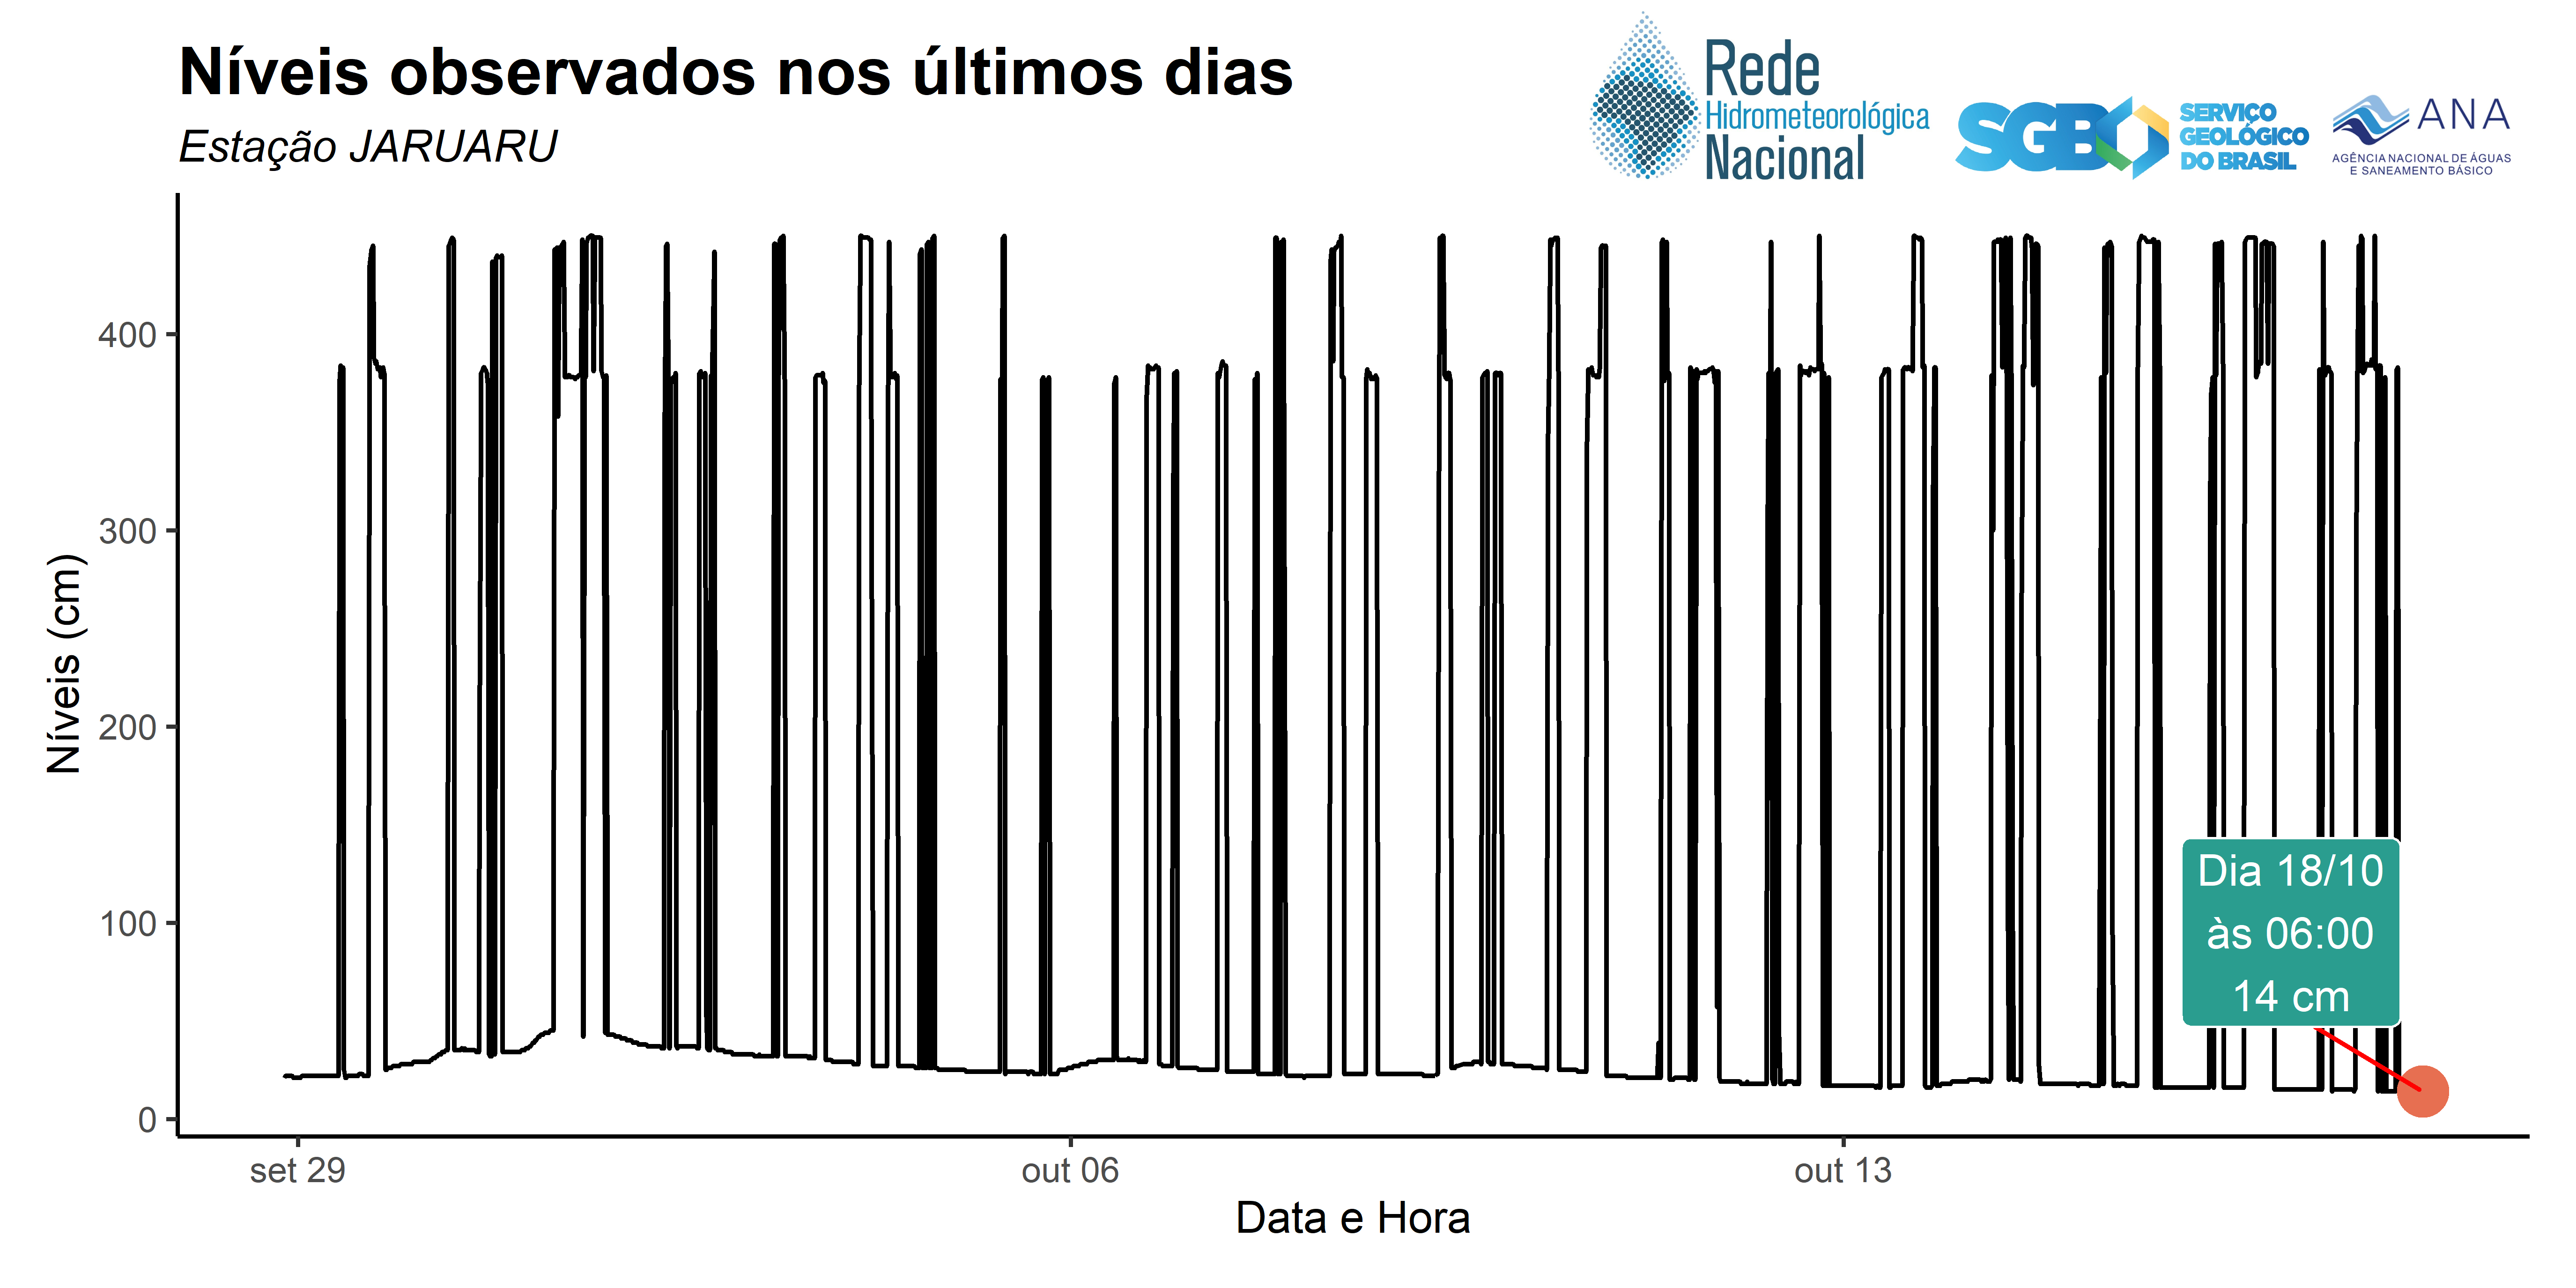 Níveis observados nos últimos dias
Estação JARUARU
Rede
Hidrometeorológica
Nacional
SGB
SERVIÇO
GEOLÓGICO
DO BRASIL
ANA
AGÊNCIA NACIONAL DE ÁGUAS
E SANEAMENTO BÁSICO
Níveis (cm)
400
300
200
100
0
Dia 18/10
às 06:00
14 cm
set 29
out 06
out 13
Data e Hora